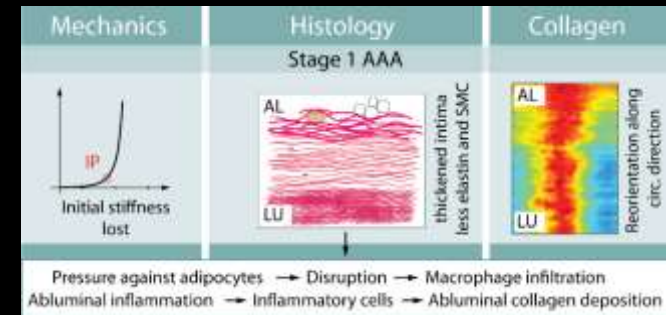 Mechanics
Histology
Collagen
Stage 1 AAA
IP
Initial stiffness
lost
AL
LU
thickened intima
less elastin and SMC
AL
LU
Reorientation along
circ. direction
Pressure against adipocytes → Disruption → Macrophage infiltration
Abluminal inflammation → Inflammatory cells → Abluminal collagen deposition